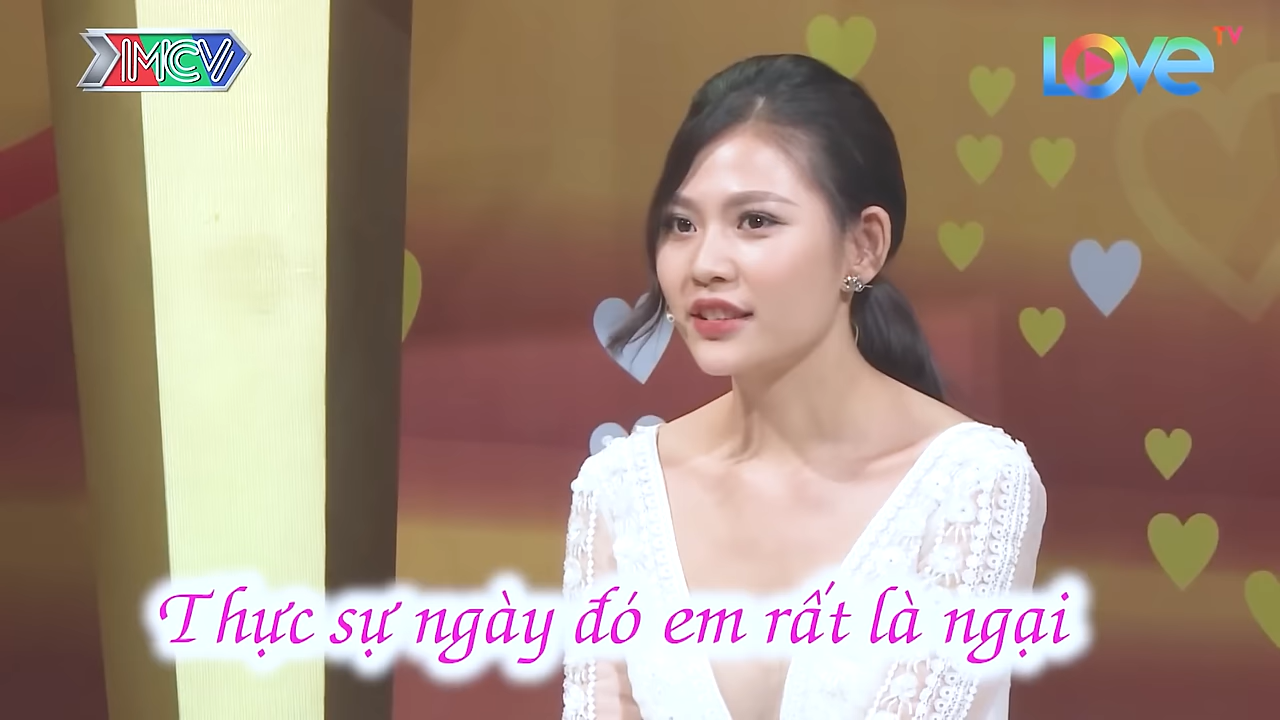 MCV
LOVE TV
Thực sự ngày đó em rất là ngại